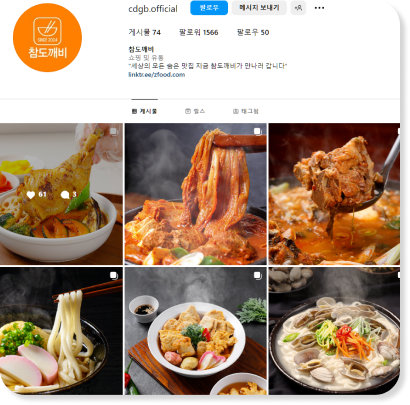 cdgb.official 팔로우 메시지 보내기
게시물 74 팔로워 1566 팔로우 50
SINCE 2004
참도깨비
참도깨비
쇼핑 및 유통
"세상의 모든 숨은 맛집 지금 참도깨비가 만나러 갑니다"
linktr.ee/zfood.com
게시물 릴스 태그됨
61 3